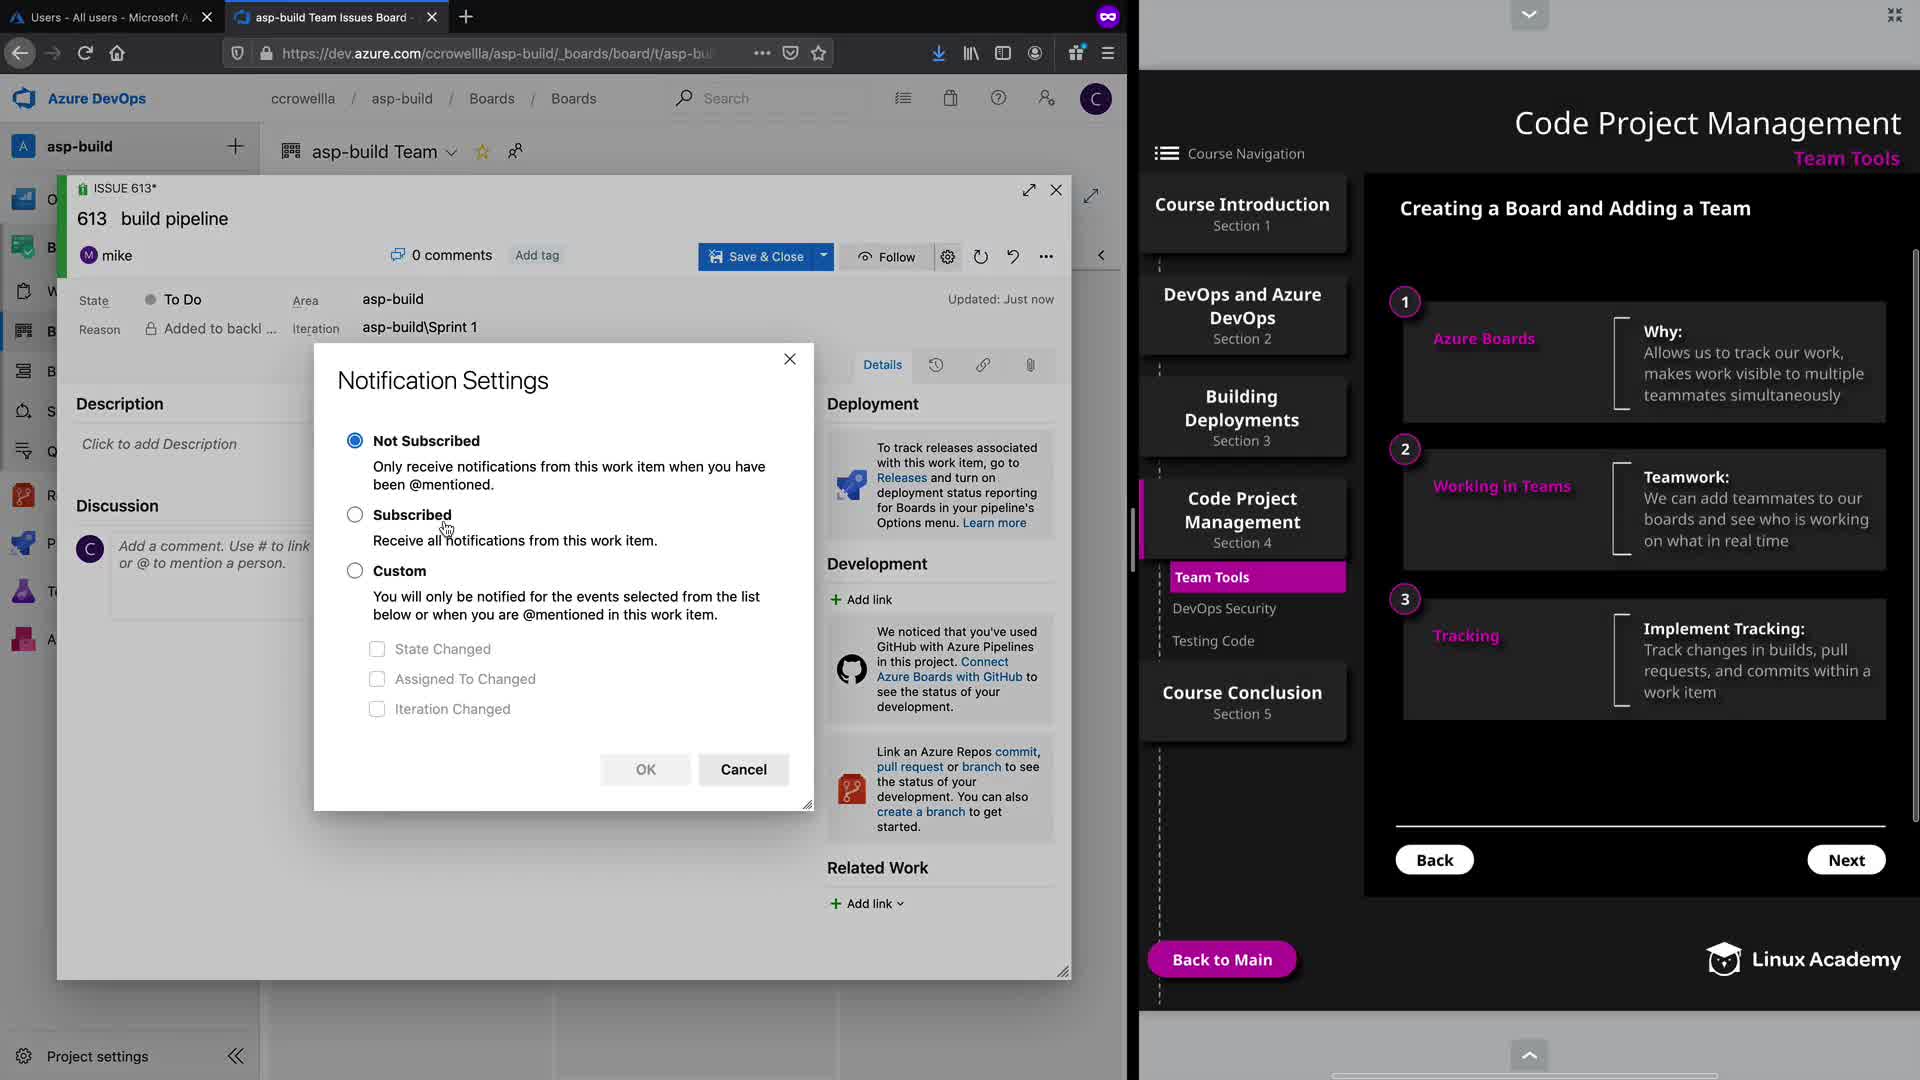 Users - All users - Microsoft A
asp-build Team Issues Board -
https://dev.azure.com/ccrowellla/asp-build/_boards/board/t/asp-bui
Azure DevOps
ccrowellla / asp-build / Boards / Boards
Search
C
A
asp-build
asp-build Team
ISSUE 613*
613 build pipeline
M mike
0 comments
Add tag
Save & Close
Follow
State
To Do
Area
asp-build
Updated: Just now
Reason
Added to backl ...
Iteration
asp-build\Sprint 1
Details
Description
Click to add Description
Discussion
C
Add a comment. Use # to link
or @ to mention a person.
Notification Settings
Not Subscribed
Only receive notifications from this work item when you have
been @mentioned.
Subscribed
Receive all notifications from this work item.
Custom
You will only be notified for the events selected from the list
below or when you are @mentioned in this work item.
State Changed
Assigned To Changed
Iteration Changed
OK
Cancel
Deployment
To track releases associated
with this work item, go to
Releases and turn on
deployment status reporting
for Boards in your pipeline's
Options menu. Learn more
Development
Add link
We noticed that you've used
GitHub with Azure Pipelines
in this project. Connect
Azure Boards with GitHub to
see the status of your
development.
Link an Azure Repos commit,
pull request or branch to see
the status of your
development. You can also
create a branch to get
started.
Related Work
Add link
Project settings
Code Project Management
Team Tools
Course Navigation
Course Introduction
Section 1
DevOps and Azure
DevOps
Section 2
Building
Deployments
Section 3
Code Project
Management
Section 4
Team Tools
DevOps Security
Testing Code
Course Conclusion
Section 5
Back to Main
Creating a Board and Adding a Team
1
Azure Boards
Why:
Allows us to track our work,
makes work visible to multiple
teammates simultaneously
2
Working in Teams
Teamwork:
We can add teammates to our
boards and see who is working
on what in real time
3
Tracking
Implement Tracking:
Track changes in builds, pull
requests, and commits within a
work item
Back
Next
Linux Academy